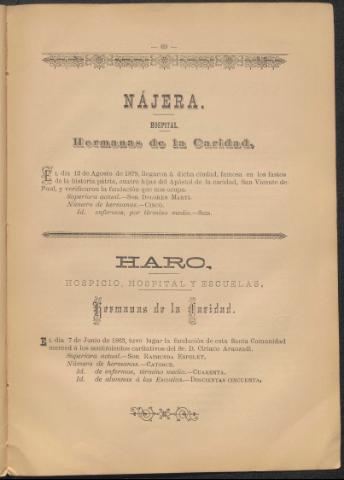 — 69 —
NÁJERA.
HOSPITAL.
Hermanas de la Caridad.
EL día 12 de Agosto de 1878, llegaron á dicha ciudad, famosa en los fastos
de la historia pátria, cuatro hijas del Apóstol de la caridad, San Vicente de
Paul, y verificaron la fundación que nos ocupa.
Superiora actual.—SOR DOLORES MARTÍ.
Número de hermanas.—CINCO.
Id. enfermos, por término medio.—SEIS.
HARO.
HOSPICIO, HOSPITAL Y ESCUELAS.
Hermanas de la Caridad.
EL día 7 de Junio de 1863, tuvo lugar la fundación de esta Santa Comunidad
merced á los sentimientos caritativos del Sr. D. Ciriaco Aranzadi.
Superiora actual.—SOR RAIMUNDA ESPOLET.
Número de hermanas.—CATORCE.
Id. de enfermos, término medio.—CUARENTA.
Id. de alumnas á las Escuelas.—DOSCIENTAS CINCUENTA.